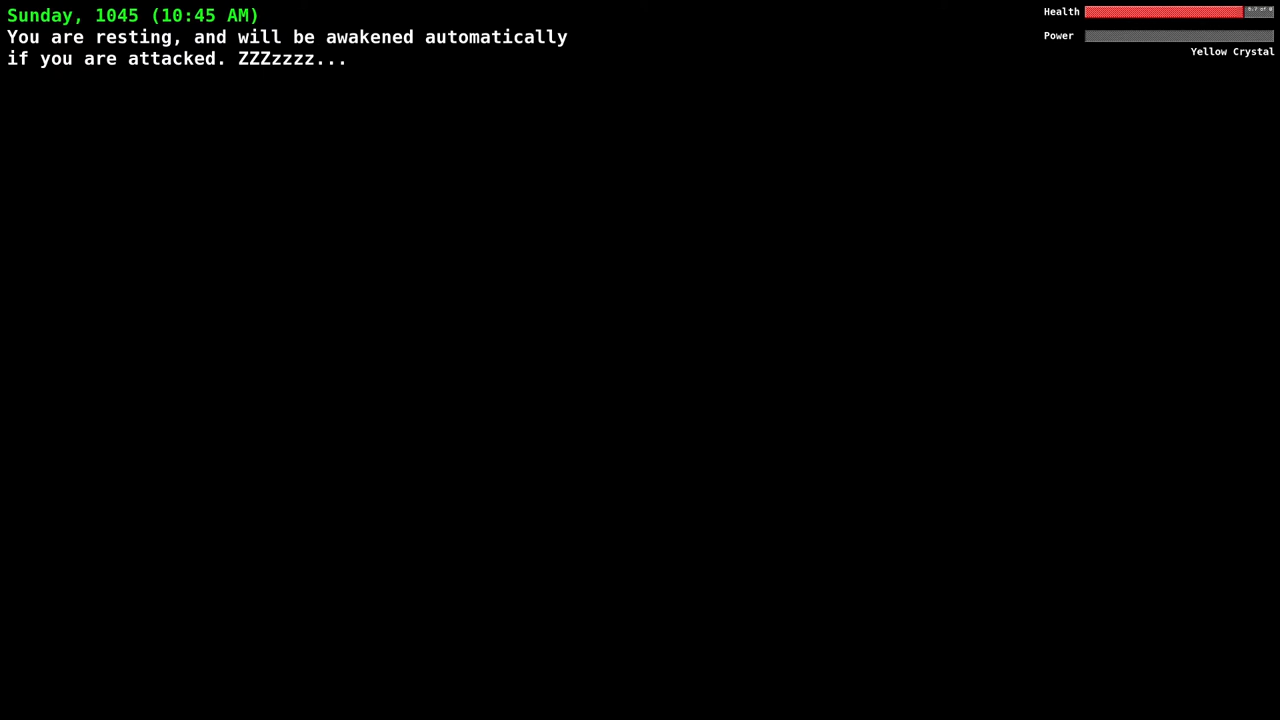 Sunday, 1045 (10:45 AM)
You are resting, and will be awakened automatically
if you are attacked. ZZZzzzz...
Health
Power
Yellow Crystal